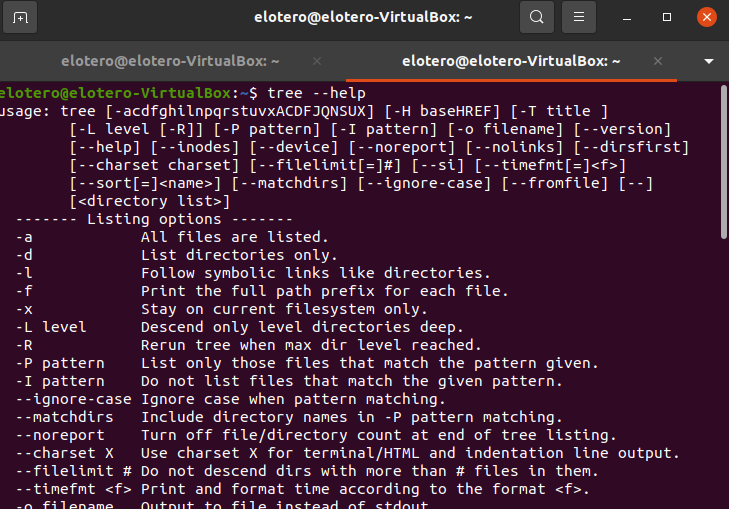 elotero@elotero-VirtualBox: ~
elotero@elotero-VirtualBox: ~
elotero@elotero-VirtualBox: ~
elotero@elotero-VirtualBox:~$ tree --help
usage: tree [-acdfghilnpqrstuvxACDFJQNSUX] [-H baseHREF] [-T title ]
[-L level [-R]] [-P pattern] [-I pattern] [-o filename] [--version]
[--help] [--inodes] [--device] [--noreport] [--nolinks] [--dirsfirst]
[--charset charset] [--filelimit[=]#] [--si] [--timefmt[=]<f>]
[--sort[=]<name>] [--matchdirs] [--ignore-case] [--fromfile] [--]
[<directory list>]
------- Listing options -------
-a            All files are listed.
-d            List directories only.
-l            Follow symbolic links like directories.
-f            Print the full path prefix for each file.
-x            Stay on current filesystem only.
-L level      Descend only level directories deep.
-R            Rerun tree when max dir level reached.
-P pattern    List only those files that match the pattern given.
-I pattern    Do not list files that match the given pattern.
--ignore-case Ignore case when pattern matching.
--matchdirs   Include directory names in -P pattern matching.
--noreport    Turn off file/directory count at end of tree listing.
--charset X   Use charset X for terminal/HTML and indentation line output.
--filelimit # Do not descend dirs with more than # files in them.
--timefmt <f> Print and format time according to the format <f>.
-o filename   Output to file instead of stdout.